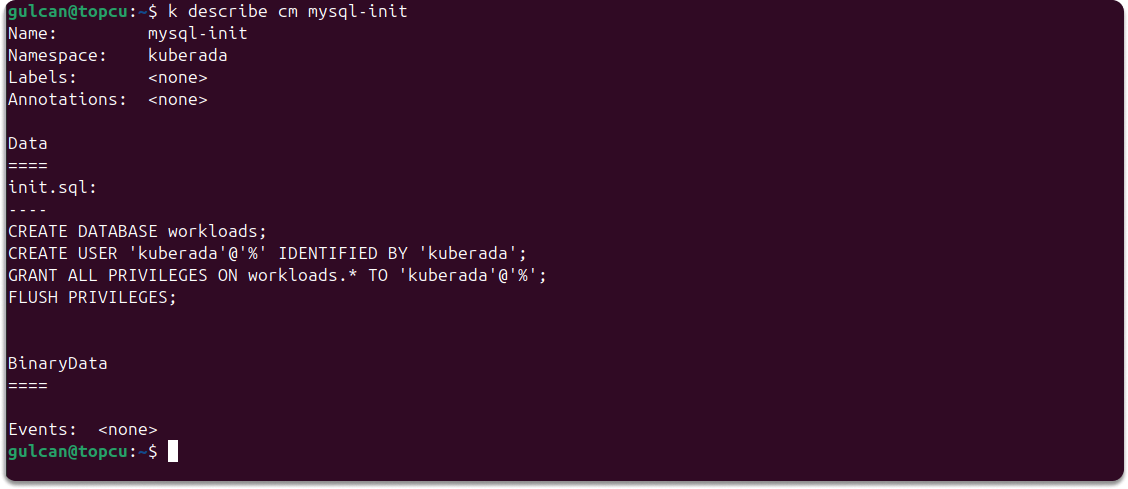 gulcan@topcu:~$ k describe cm mysql-init
Name:         mysql-init
Namespace:    kuberada
Labels:       <none>
Annotations:  <none>

Data
====
init.sql:
----
CREATE DATABASE workloads;
CREATE USER 'kuberada'@'%' IDENTIFIED BY 'kuberada';
GRANT ALL PRIVILEGES ON workloads.* TO 'kuberada'@'%';
FLUSH PRIVILEGES;


BinaryData
====

Events:  <none>
gulcan@topcu:~$